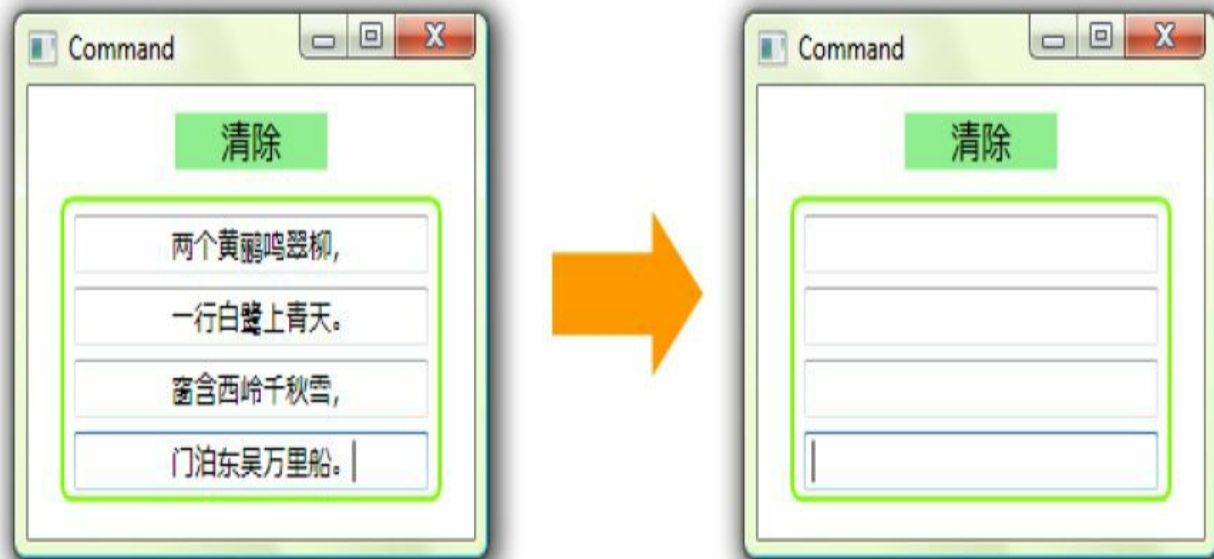 Command
清除
两个黄鹂鸣翠柳，
一行白鹭上青天。
窗含西岭千秋雪，
门泊东吴万里船。
Command
清除